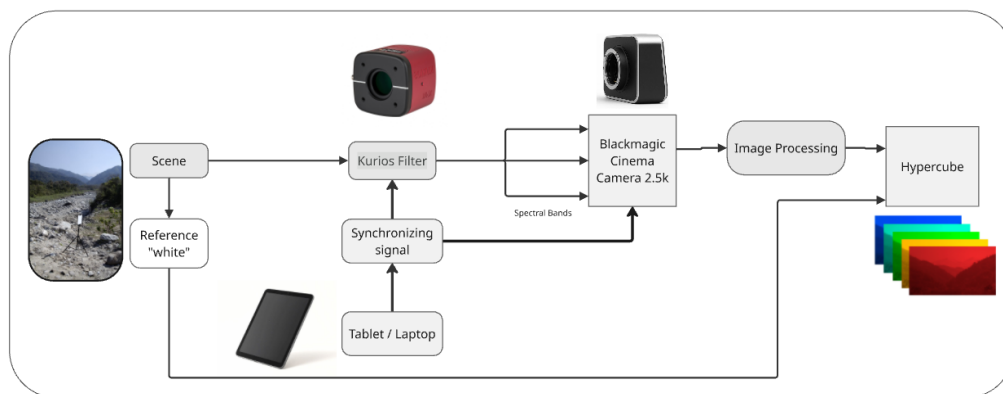 Scene
Kurios Filter
Blackmagic
Cinema
Camera 2.5k
Image Processing
Hypercube
Spectral Bands
Reference
"white"
Synchronizing
signal
Tablet / Laptop